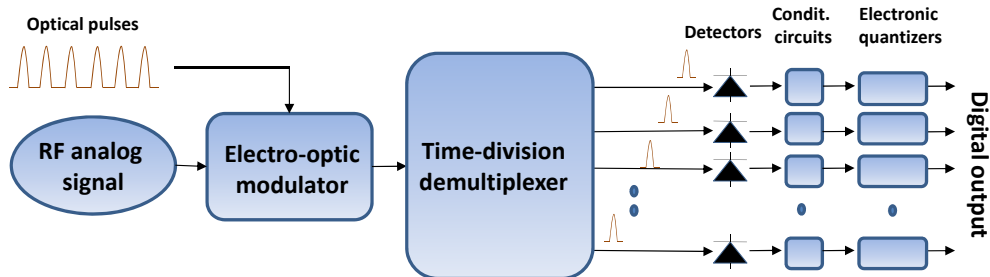 Optical pulses
Condit.
circuits
Electronic
quantizers
Detectors
RF analog
signal
Electro-optic
modulator
Time-division
demultiplexer
Digital output